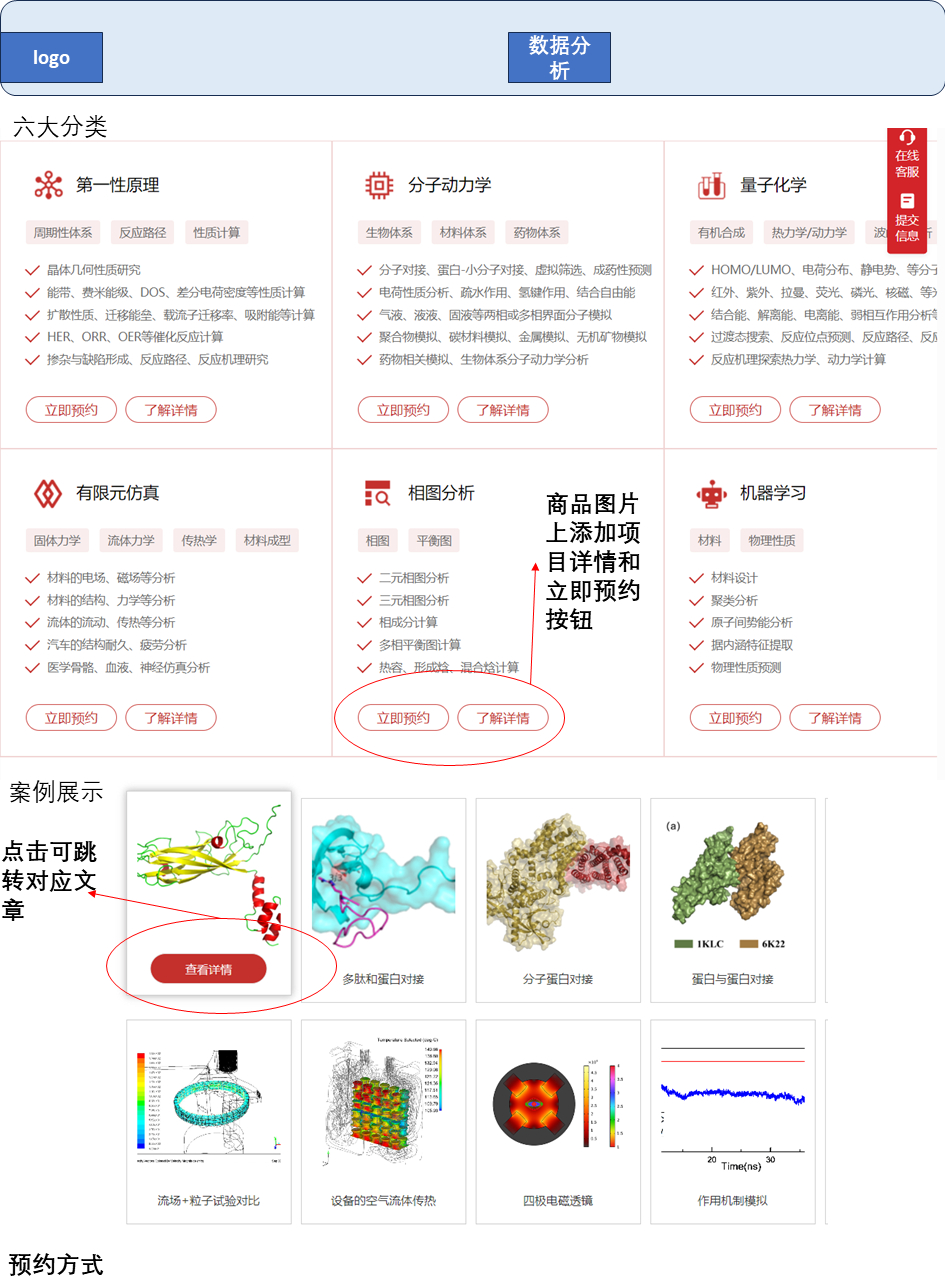 logo
数据分
析
六大分类
在线
客服
提交
信息
第一性原理
周期性体系 反应路径 性质计算
晶体几何性质研究
能带、费米能级、DOS、差分电荷密度等性质计算
扩散性质、迁移能垒、载流子迁移率、吸附能等计算
HER、ORR、OER等催化反应计算
掺杂与缺陷形成、反应路径、反应机理研究
立即预约 了解详情
分子动力学
生物体系 材料体系 药物体系
分子对接、蛋白-小分子对接、虚拟筛选、成药性预测
电荷性质分析、疏水作用、氢键作用、结合自由能
气液、液液、固液等两相或多相界面分子模拟
聚合物模拟、碳材料模拟、金属模拟、无机矿物模拟
药物相关模拟、生物体系分子动力学分析
立即预约 了解详情
量子化学
有机合成 热力学/动力学
HOMO/LUMO、电荷分布、静电势、等分子
红外、紫外、拉曼、荧光、磷光、核磁、等
结合能、解离能、电离能、弱相互作用分析等
过渡态搜索、反应位点预测、反应路径、反应
反应机理探索热力学、动力学计算
立即预约 了解详情
有限元仿真
固体力学 流体力学 传热学 材料成型
材料的电场、磁场等分析
材料的结构、力学等分析
流体的流动、传热等分析
汽车的结构耐久、疲劳分析
医学骨骼、血液、神经仿真分析
立即预约 了解详情
相图分析
相图 平衡图
二元相图分析
三元相图分析
相成分计算
多相平衡图计算
热容、形成焓、混合焓计算
立即预约 了解详情
商品图片
上添加项
目详情和
立即预约
按钮
机器学习
材料 物理性质
材料设计
聚类分析
原子间势能分析
据内涵特征提取
物理性质预测
立即预约 了解详情
案例展示
点击可跳
转对应文
章
查看详情
多肽和蛋白对接
分子蛋白对接
(a)
1KLC 6K22
蛋白与蛋白对接
流场+粒子试验对比
设备的空气流体传热
四极电磁透镜
20 30
Time(ns)
作用机制模拟
预约方式